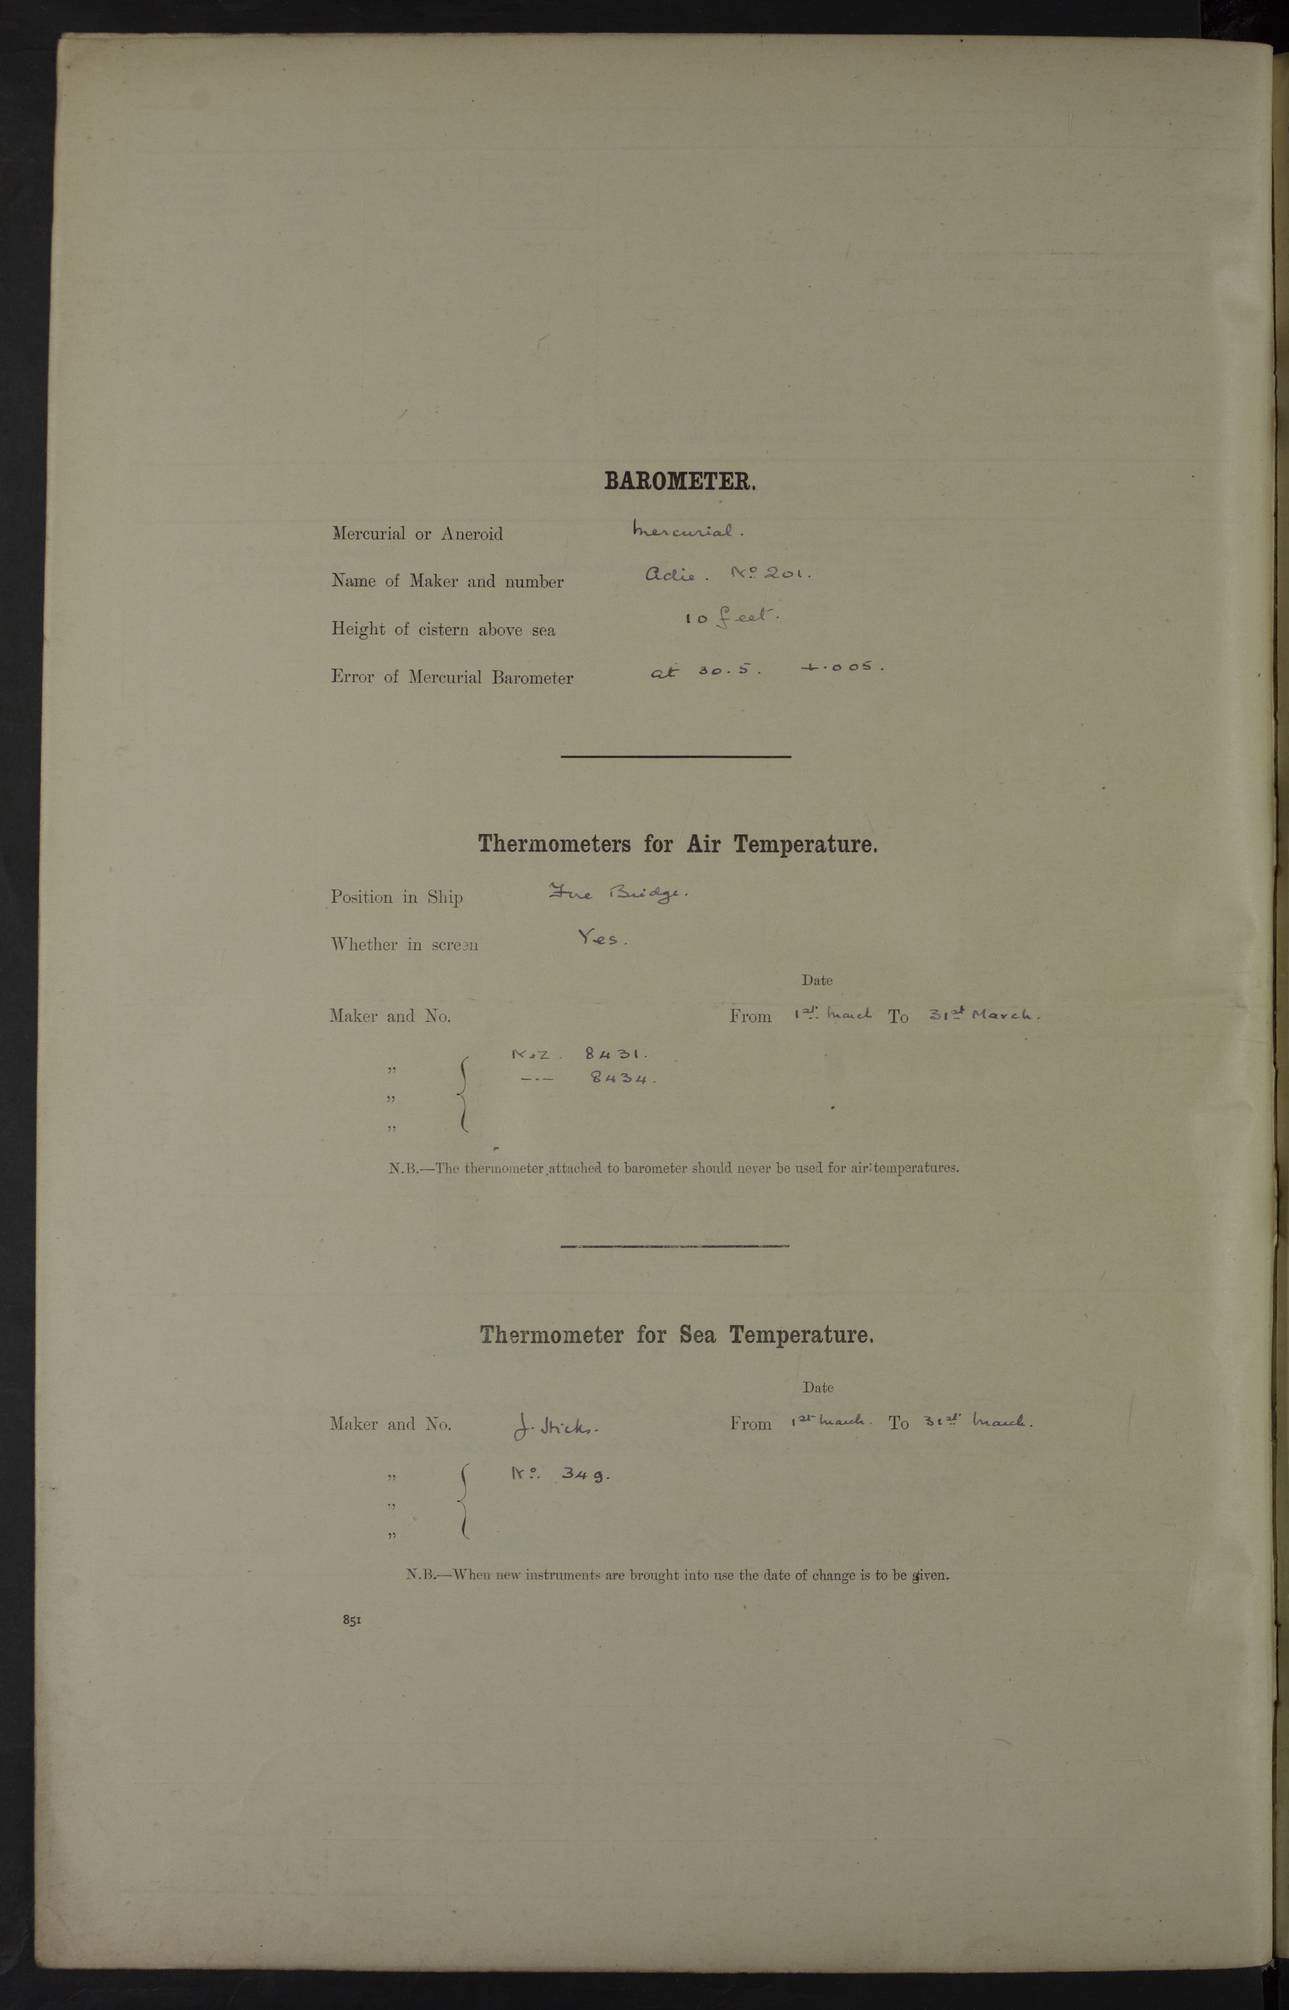 BAROMETER.
Mercurial or Aneroid Mercurial.
Name of Maker and number Adie. No. 201.
Height of cistern above sea 10 feet.
Error of Mercurial Barometer at 30.5. +.005.
Thermometers for Air Temperature.
Position in Ship Fore Bridge.
Whether in screen Yes.
Date
Maker and No. From 1st March To 31st March.
„ 8431.
„ —·— 8434.
„
N.B.—The thermometer attached to barometer should never be used for air temperatures.
Thermometer for Sea Temperature.
Date
Maker and No. J. Hicks. From 1st March. To 31st March.
„ No. 349.
„
„
N.B.—When new instruments are brought into use the date of change is to be given.
851